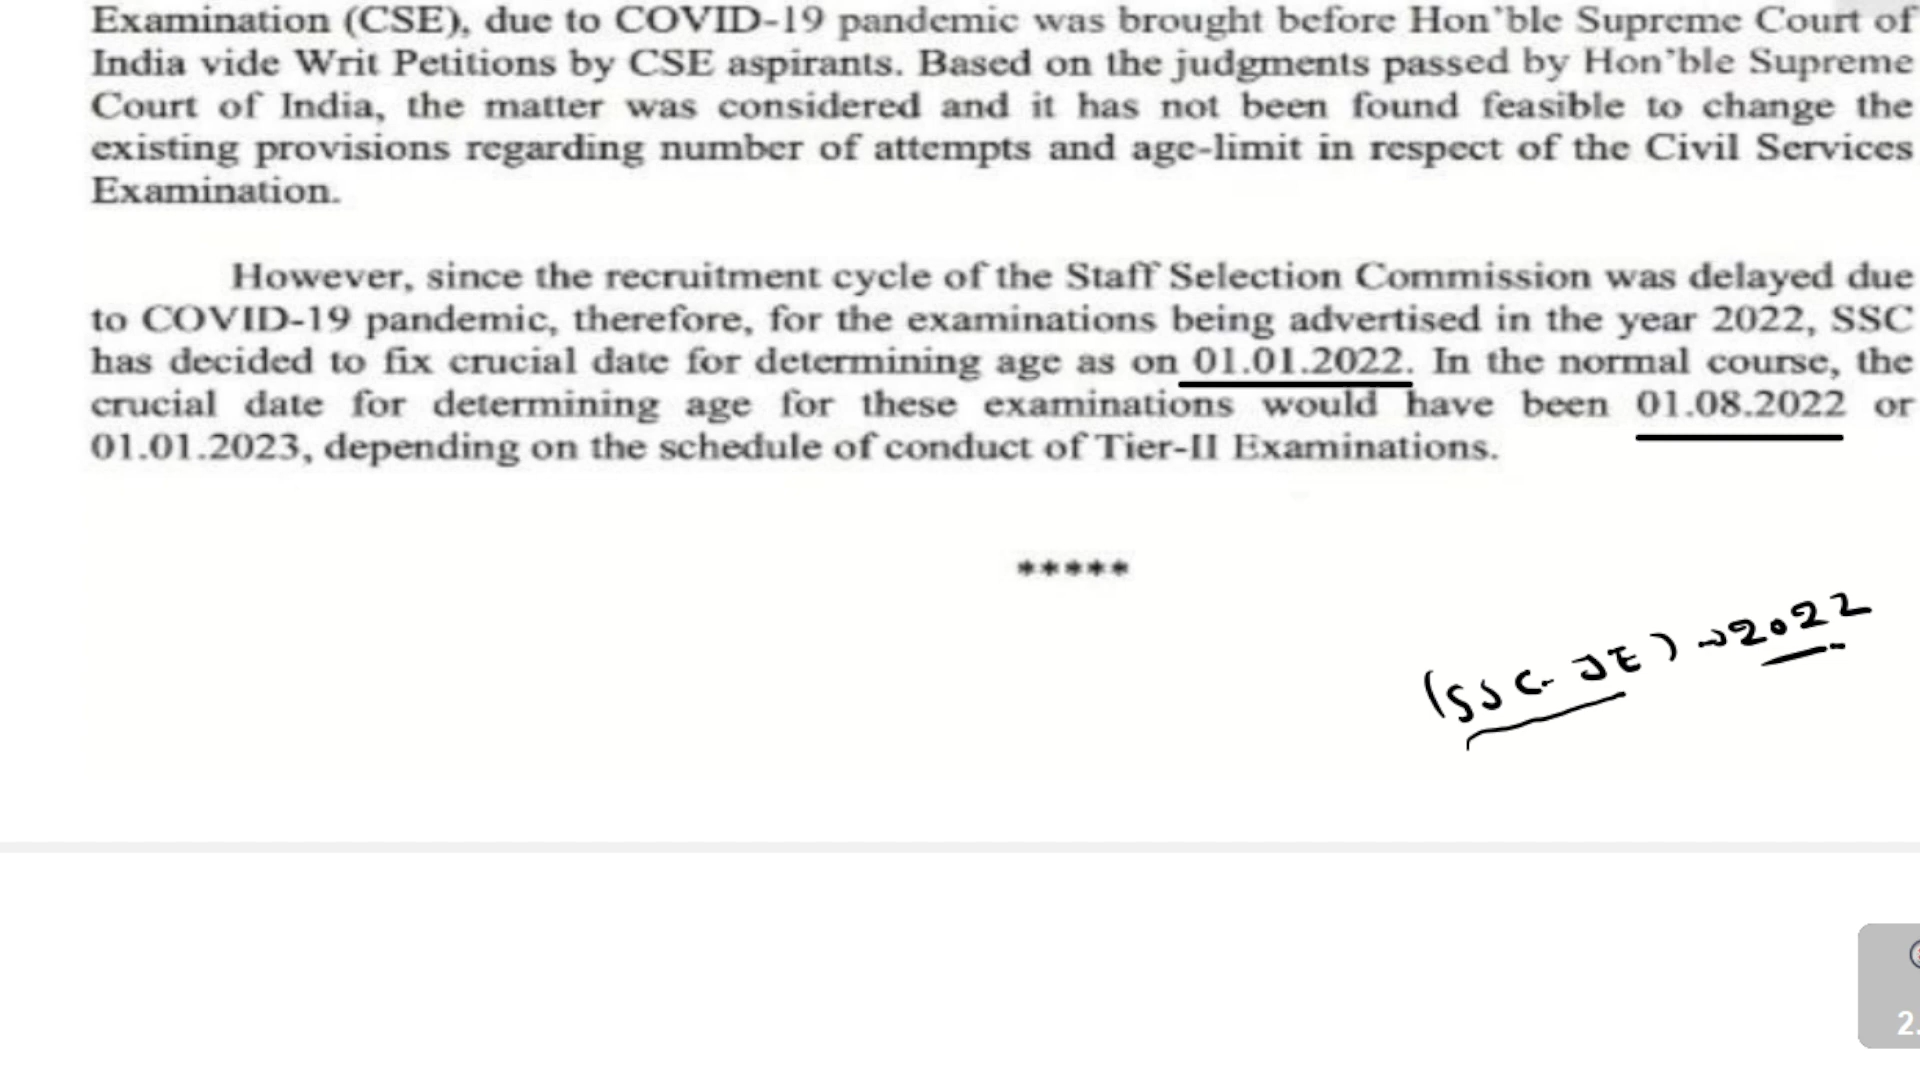 Examination (CSE), due to COVID-19 pandemic was brought before Hon'ble Supreme Court of
India vide Writ Petitions by CSE aspirants. Based on the judgments passed by Hon'ble Supreme
Court of India, the matter was considered and it has not been found feasible to change the
existing provisions regarding number of attempts and age-limit in respect of the Civil Services
Examination.
However, since the recruitment cycle of the Staff Selection Commission was delayed due
to COVID-19 pandemic, therefore, for the examinations being advertised in the year 2022, SSC
has decided to fix crucial date for determining age as on 01.01.2022. In the normal course, the
crucial date for determining age for these examinations would have been 01.08.2022 or
01.01.2023, depending on the schedule of conduct of Tier-II Examinations.
*****
(SSC-JE) → 2022
2.